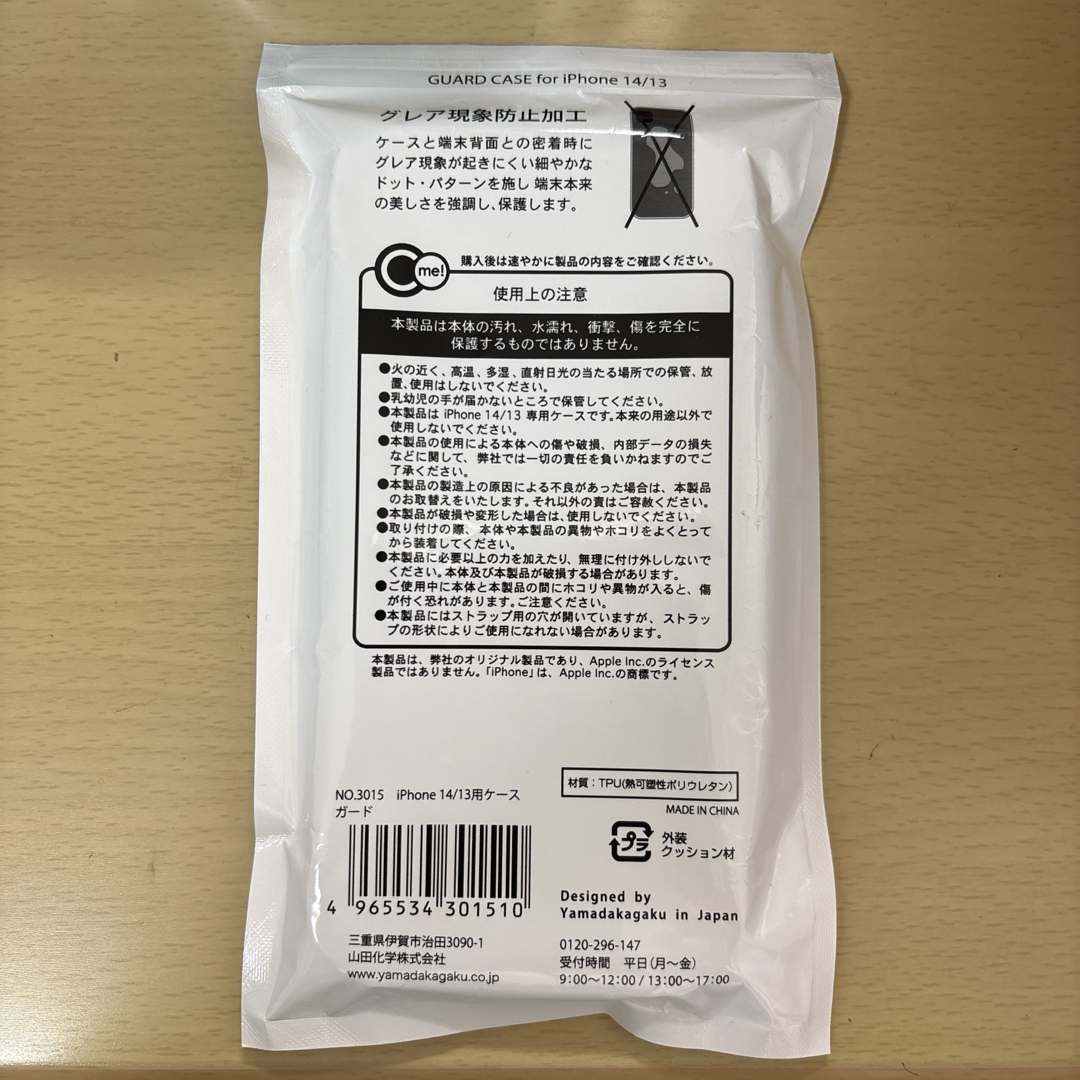 GUARD CASE for iPhone 14/13
グレア現象防止加工
ケースと端末背面との密着時に
グレア現象が起きにくい細やかな
ドット・パターンを施し 端末本来
の美しさを強調し、保護します。
C me!
購入後は速やかに製品の内容をご確認ください。
使用上の注意
本製品は本体の汚れ、水濡れ、衝撃、傷を完全に
保護するものではありません。
●火の近く、高温、多湿、直射日光の当たる場所での保管、放
置、使用はしないでください。
●乳幼児の手が届かないところで保管してください。
●本製品は iPhone 14/13 専用ケースです。本来の用途以外で
使用しないでください。
●本製品の使用による本体への傷や破損、内部データの損失
などに関して、弊社では一切の責任を負いかねますのでご
了承ください。
●本製品の製造上の原因による不良があった場合は、本製品
のお取替えをいたします。それ以外の責はご容赦ください。
●本製品が破損や変形した場合は、使用しないでください。
●取り付けの際、本体や本製品の異物やホコリをよくとって
から装着してください。
●本製品に必要以上の力を加えたり、無理に付け外ししないで
ください。本体及び本製品が破損する場合があります。
●ご使用中に本体と本製品の間にホコリや異物が入ると、傷
が付く恐れがあります。ご注意ください。
●本製品にはストラップ用の穴が開いていますが、ストラッ
プの形状によりご使用になれない場合があります。
本製品は、弊社のオリジナル製品であり、Apple Inc.のライセンス
製品ではありません。「iPhone」は、Apple Inc.の商標です。
材質：TPU(熱可塑性ポリウレタン)
MADE IN CHINA
NO.3015 iPhone 14/13用ケース
ガード
4 965534 301510
プラ
外装
クッション材
Designed by
Yamadakagaku in Japan
三重県伊賀市治田3090-1
山田化学株式会社
www.yamadakagaku.co.jp
0120-296-147
受付時間 平日(月～金)
9:00～12:00 / 13:00～17:00